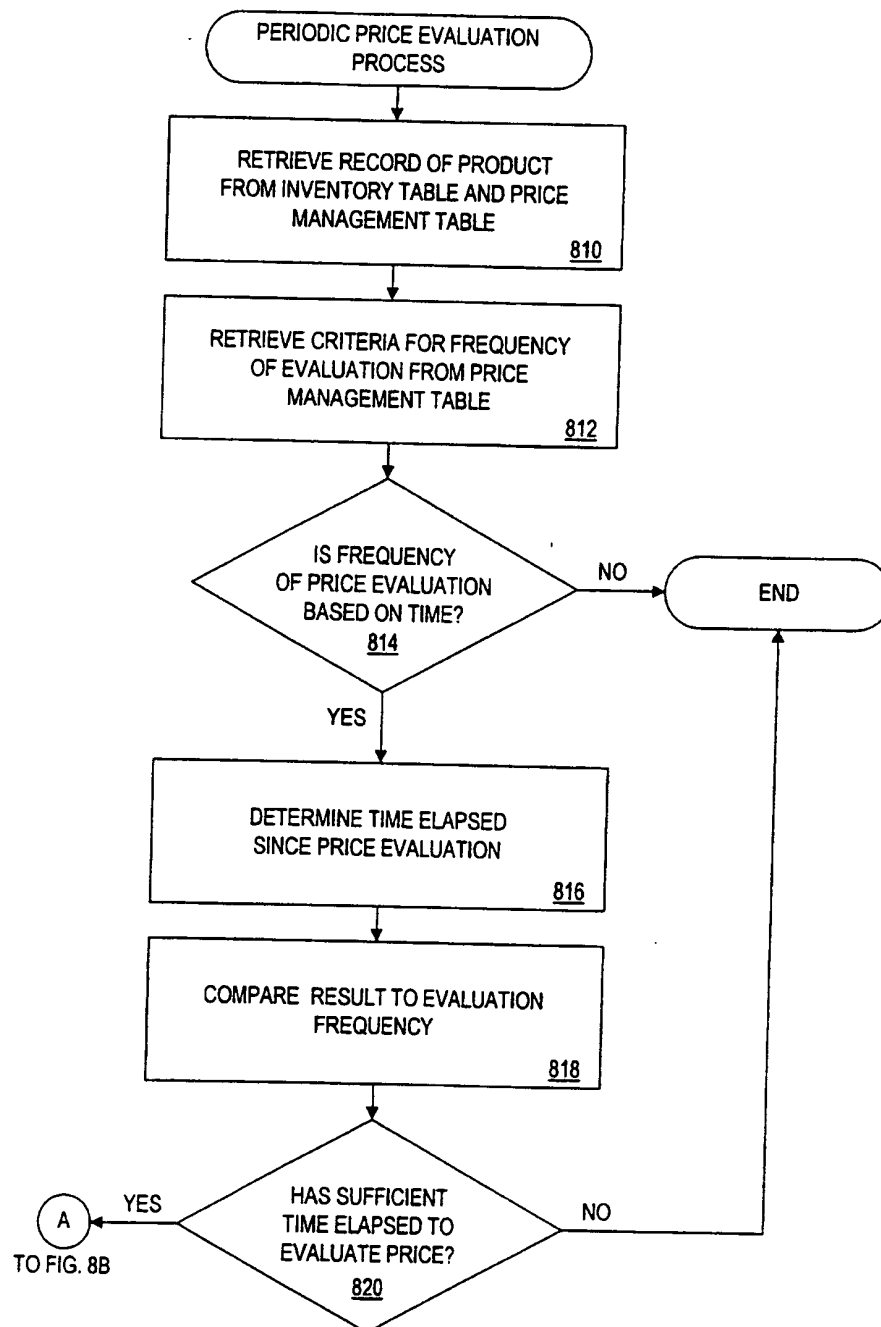 PERIODIC PRICE EVALUATION
PROCESS
RETRIEVE RECORD OF PRODUCT
FROM INVENTORY TABLE AND PRICE
MANAGEMENT TABLE
810
RETRIEVE CRITERIA FOR FREQUENCY
OF EVALUATION FROM PRICE
MANAGEMENT TABLE
812
IS FREQUENCY
OF PRICE EVALUATION
BASED ON TIME?
814
NO
END
YES
DETERMINE TIME ELAPSED
SINCE PRICE EVALUATION
816
COMPARE RESULT TO EVALUATION
FREQUENCY
818
HAS SUFFICIENT
TIME ELAPSED TO
EVALUATE PRICE?
820
YES
A
TO FIG. 8B
NO